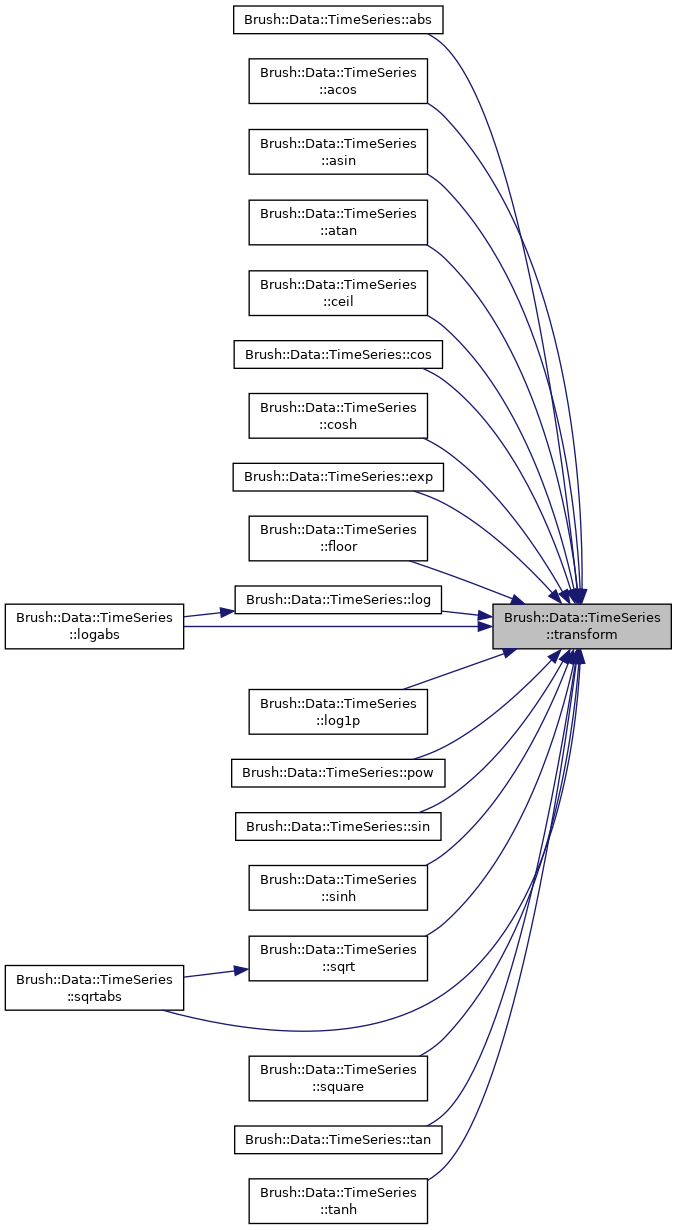 Brush::Data::TimeSeries::abs
Brush::Data::TimeSeries
::acos
Brush::Data::TimeSeries
::asin
Brush::Data::TimeSeries
::atan
Brush::Data::TimeSeries
::ceil
Brush::Data::TimeSeries::cos
Brush::Data::TimeSeries
::cosh
Brush::Data::TimeSeries::exp
Brush::Data::TimeSeries
::floor
Brush::Data::TimeSeries::log
Brush::Data::TimeSeries
::logabs
Brush::Data::TimeSeries
::transform
Brush::Data::TimeSeries
::log1p
Brush::Data::TimeSeries::pow
Brush::Data::TimeSeries::sin
Brush::Data::TimeSeries
::sinh
Brush::Data::TimeSeries
::sqrt
Brush::Data::TimeSeries
::sqrtabs
Brush::Data::TimeSeries
::square
Brush::Data::TimeSeries::tan
Brush::Data::TimeSeries
::tanh